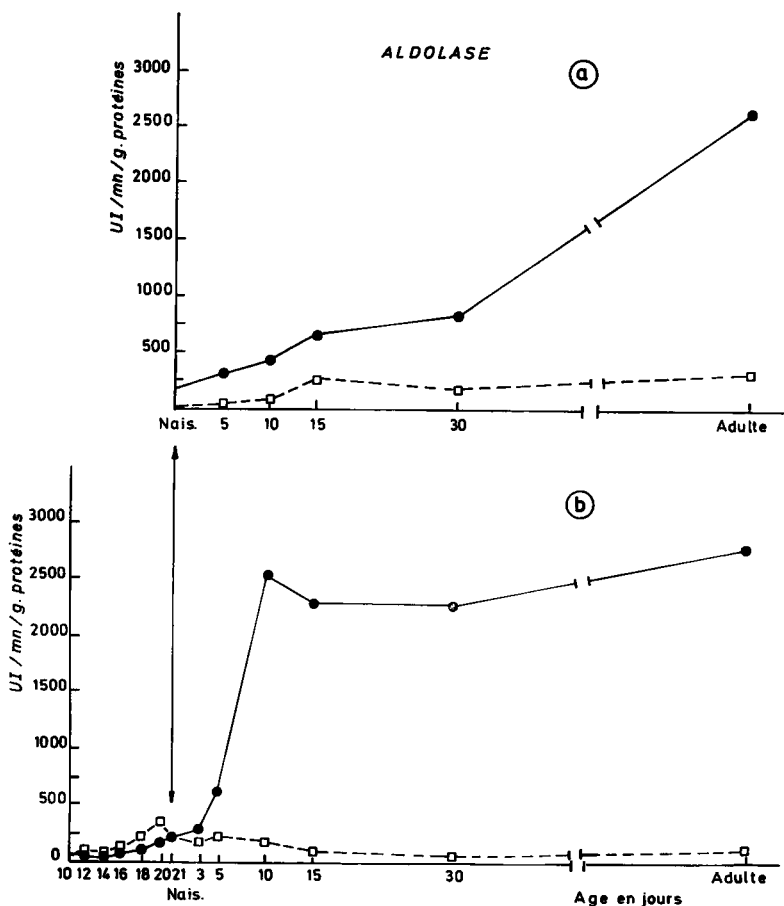 ALDOLASE
a
UI/mn/g. protéines
3000
2500
2000
1500
1000
500
Nais. 5 10 15 30 Adulte
b
UI/mn/g. protéines
3000
2500
2000
1500
1000
500
0
10 12 14 16 18 20 21 3 5 10 15 30 Adulte
Nais. Age en jours